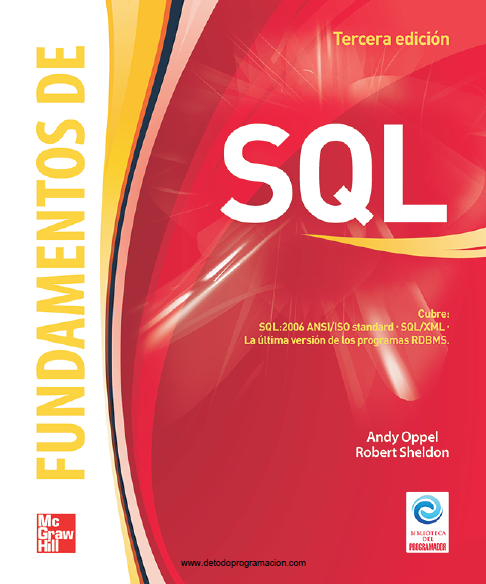 FUNDAMENTOS DE
Tercera edición
SQL
Cubre:
SQL:2006 ANSI/ISO standard · SQL/XML ·
La última versión de los programas RDBMS.
Andy Oppel
Robert Sheldon
Mc
Graw
Hill
BIBLIOTECA
DEL
PROGRAMADOR
www.detodoprogramacion.com